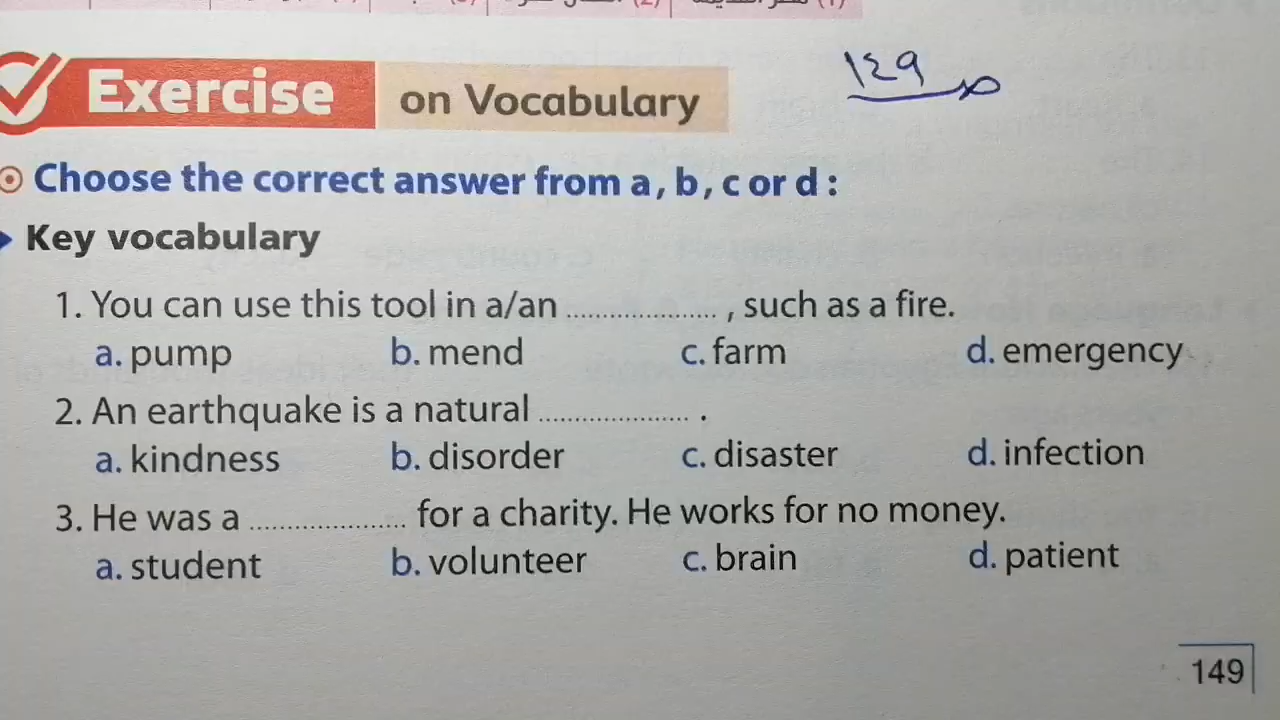 ص ١٤٩
Exercise on Vocabulary
Choose the correct answer from a, b, c or d :
Key vocabulary
1. You can use this tool in a/an .................... , such as a fire.
a. pump b. mend c. farm d. emergency
2. An earthquake is a natural .................... .
a. kindness b. disorder c. disaster d. infection
3. He was a .................... for a charity. He works for no money.
a. student b. volunteer c. brain d. patient
149